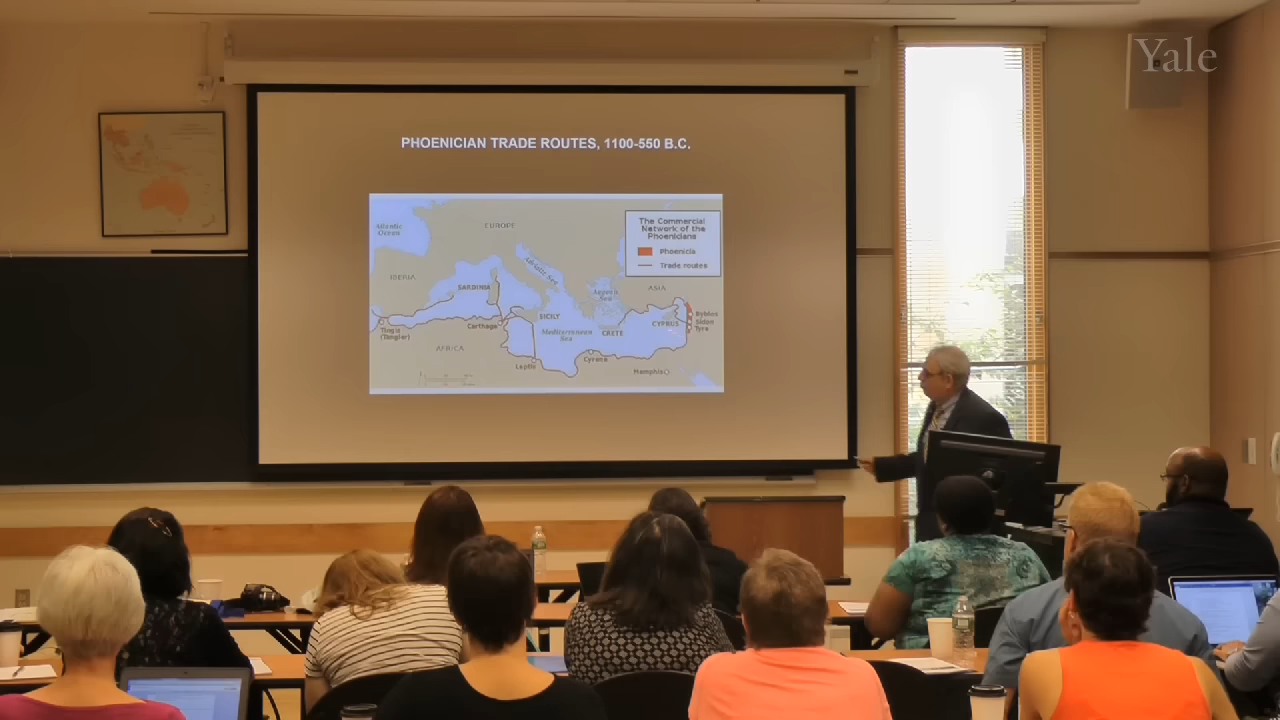 Yale
PHOENICIAN TRADE ROUTES, 1100-550 B.C.
Atlantic
Ocean
EUROPE
The Commercial
Network of the
Phoenicians
Phoenicia
Trade routes
IBERIA
ADRIATIC SEA
SARDINIA
Aegean
Sea
ASIA
SICILY
Mediterranean
Sea
CRETE
CYPRUS
Byblos
Sidon
Tyre
Tingis
(Tangier)
Carthage
AFRICA
Leptis
Cyrene
Memphis